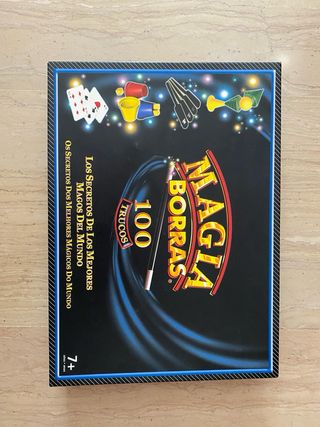 MAGIA
BORRAS®
100
TRUCOS
LOS SECRETOS DE LOS MEJORES
MAGOS DEL MUNDO
OS SECRETOS DOS MELHORES MÁGICOS DO MUNDO
7+